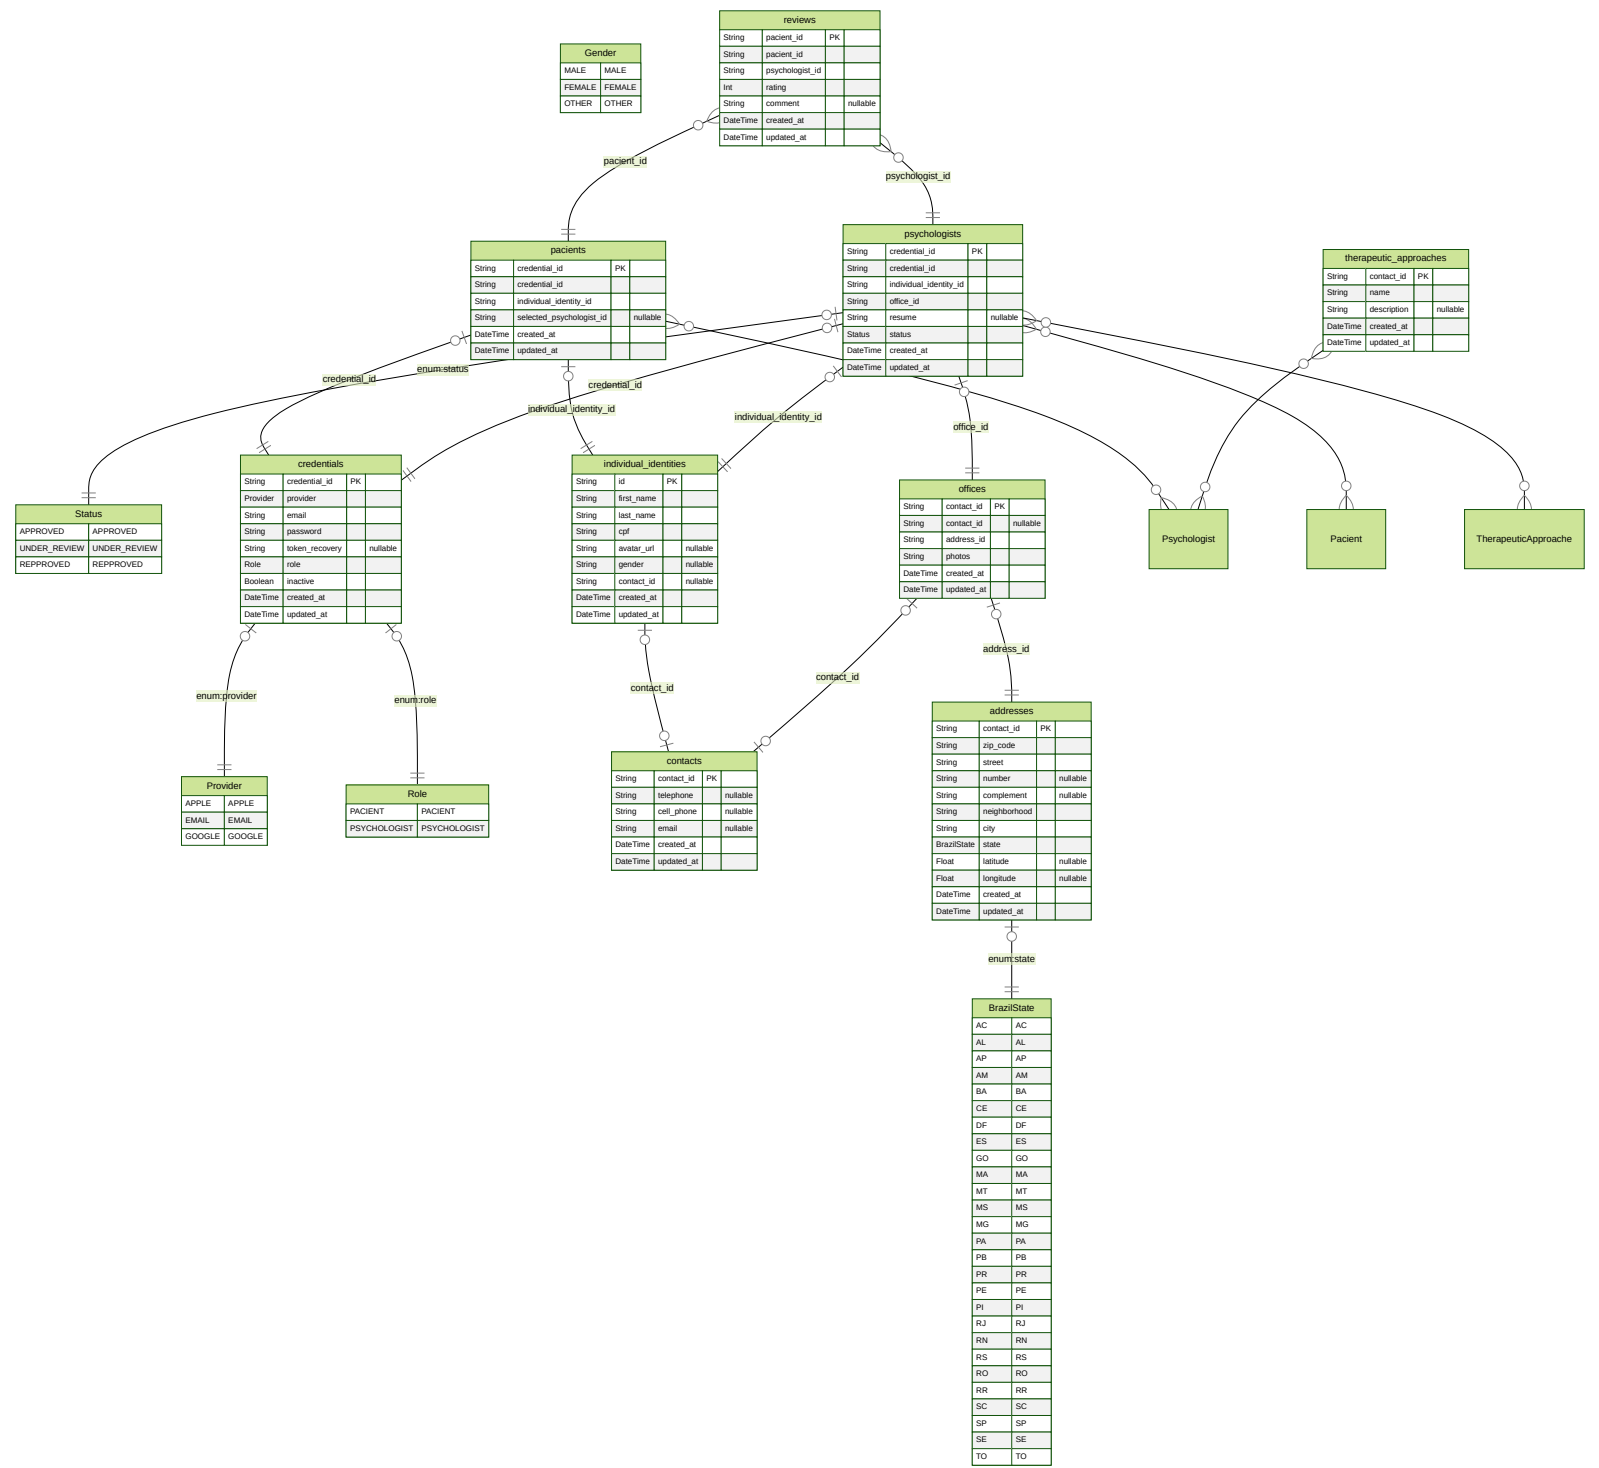 reviews
String pacient_id PK
String pacient_id
String psychologist_id
Int rating
String comment nullable
DateTime created_at
DateTime updated_at
Gender
MALE MALE
FEMALE FEMALE
OTHER OTHER
pacient_id
psychologist_id
pacients
String credential_id PK
String credential_id
String individual_identity_id
String selected_psychologist_id nullable
DateTime created_at
DateTime updated_at
psychologists
String credential_id PK
String credential_id
String individual_identity_id
String office_id
String resume nullable
Status status
DateTime created_at
DateTime updated_at
therapeutic_approaches
String contact_id PK
String name
String description nullable
DateTime created_at
DateTime updated_at
enum:status
credential_id
credential_id
individual_identity_id
individual_identity_id
office_id
credentials
String credential_id PK
Provider provider
String email
String password
String token_recovery nullable
Role role
Boolean inactive
DateTime created_at
DateTime updated_at
individual_identities
String id PK
String first_name
String last_name
String cpf
String avatar_url nullable
String gender nullable
String contact_id nullable
DateTime created_at
DateTime updated_at
offices
String contact_id PK
String contact_id nullable
String address_id
String photos
DateTime created_at
DateTime updated_at
Status
APPROVED APPROVED
UNDER_REVIEW UNDER_REVIEW
REPPROVED REPPROVED
Psychologist
Pacient
TherapeuticApproache
enum:provider
enum:role
contact_id
contact_id
address_id
addresses
String contact_id PK
String zip_code
String street
String number nullable
String complement nullable
String neighborhood
String city
BrazilState state
Float latitude nullable
Float longitude nullable
DateTime created_at
DateTime updated_at
contacts
String contact_id PK
String telephone nullable
String cell_phone nullable
String email nullable
DateTime created_at
DateTime updated_at
Provider
APPLE APPLE
EMAIL EMAIL
GOOGLE GOOGLE
Role
PACIENT PACIENT
PSYCHOLOGIST PSYCHOLOGIST
enum:state
BrazilState
AC AC
AL AL
AP AP
AM AM
BA BA
CE CE
DF DF
ES ES
GO GO
MA MA
MT MT
MS MS
MG MG
PA PA
PB PB
PR PR
PE PE
PI PI
RJ RJ
RN RN
RS RS
RO RO
RR RR
SC SC
SP SP
SE SE
TO TO